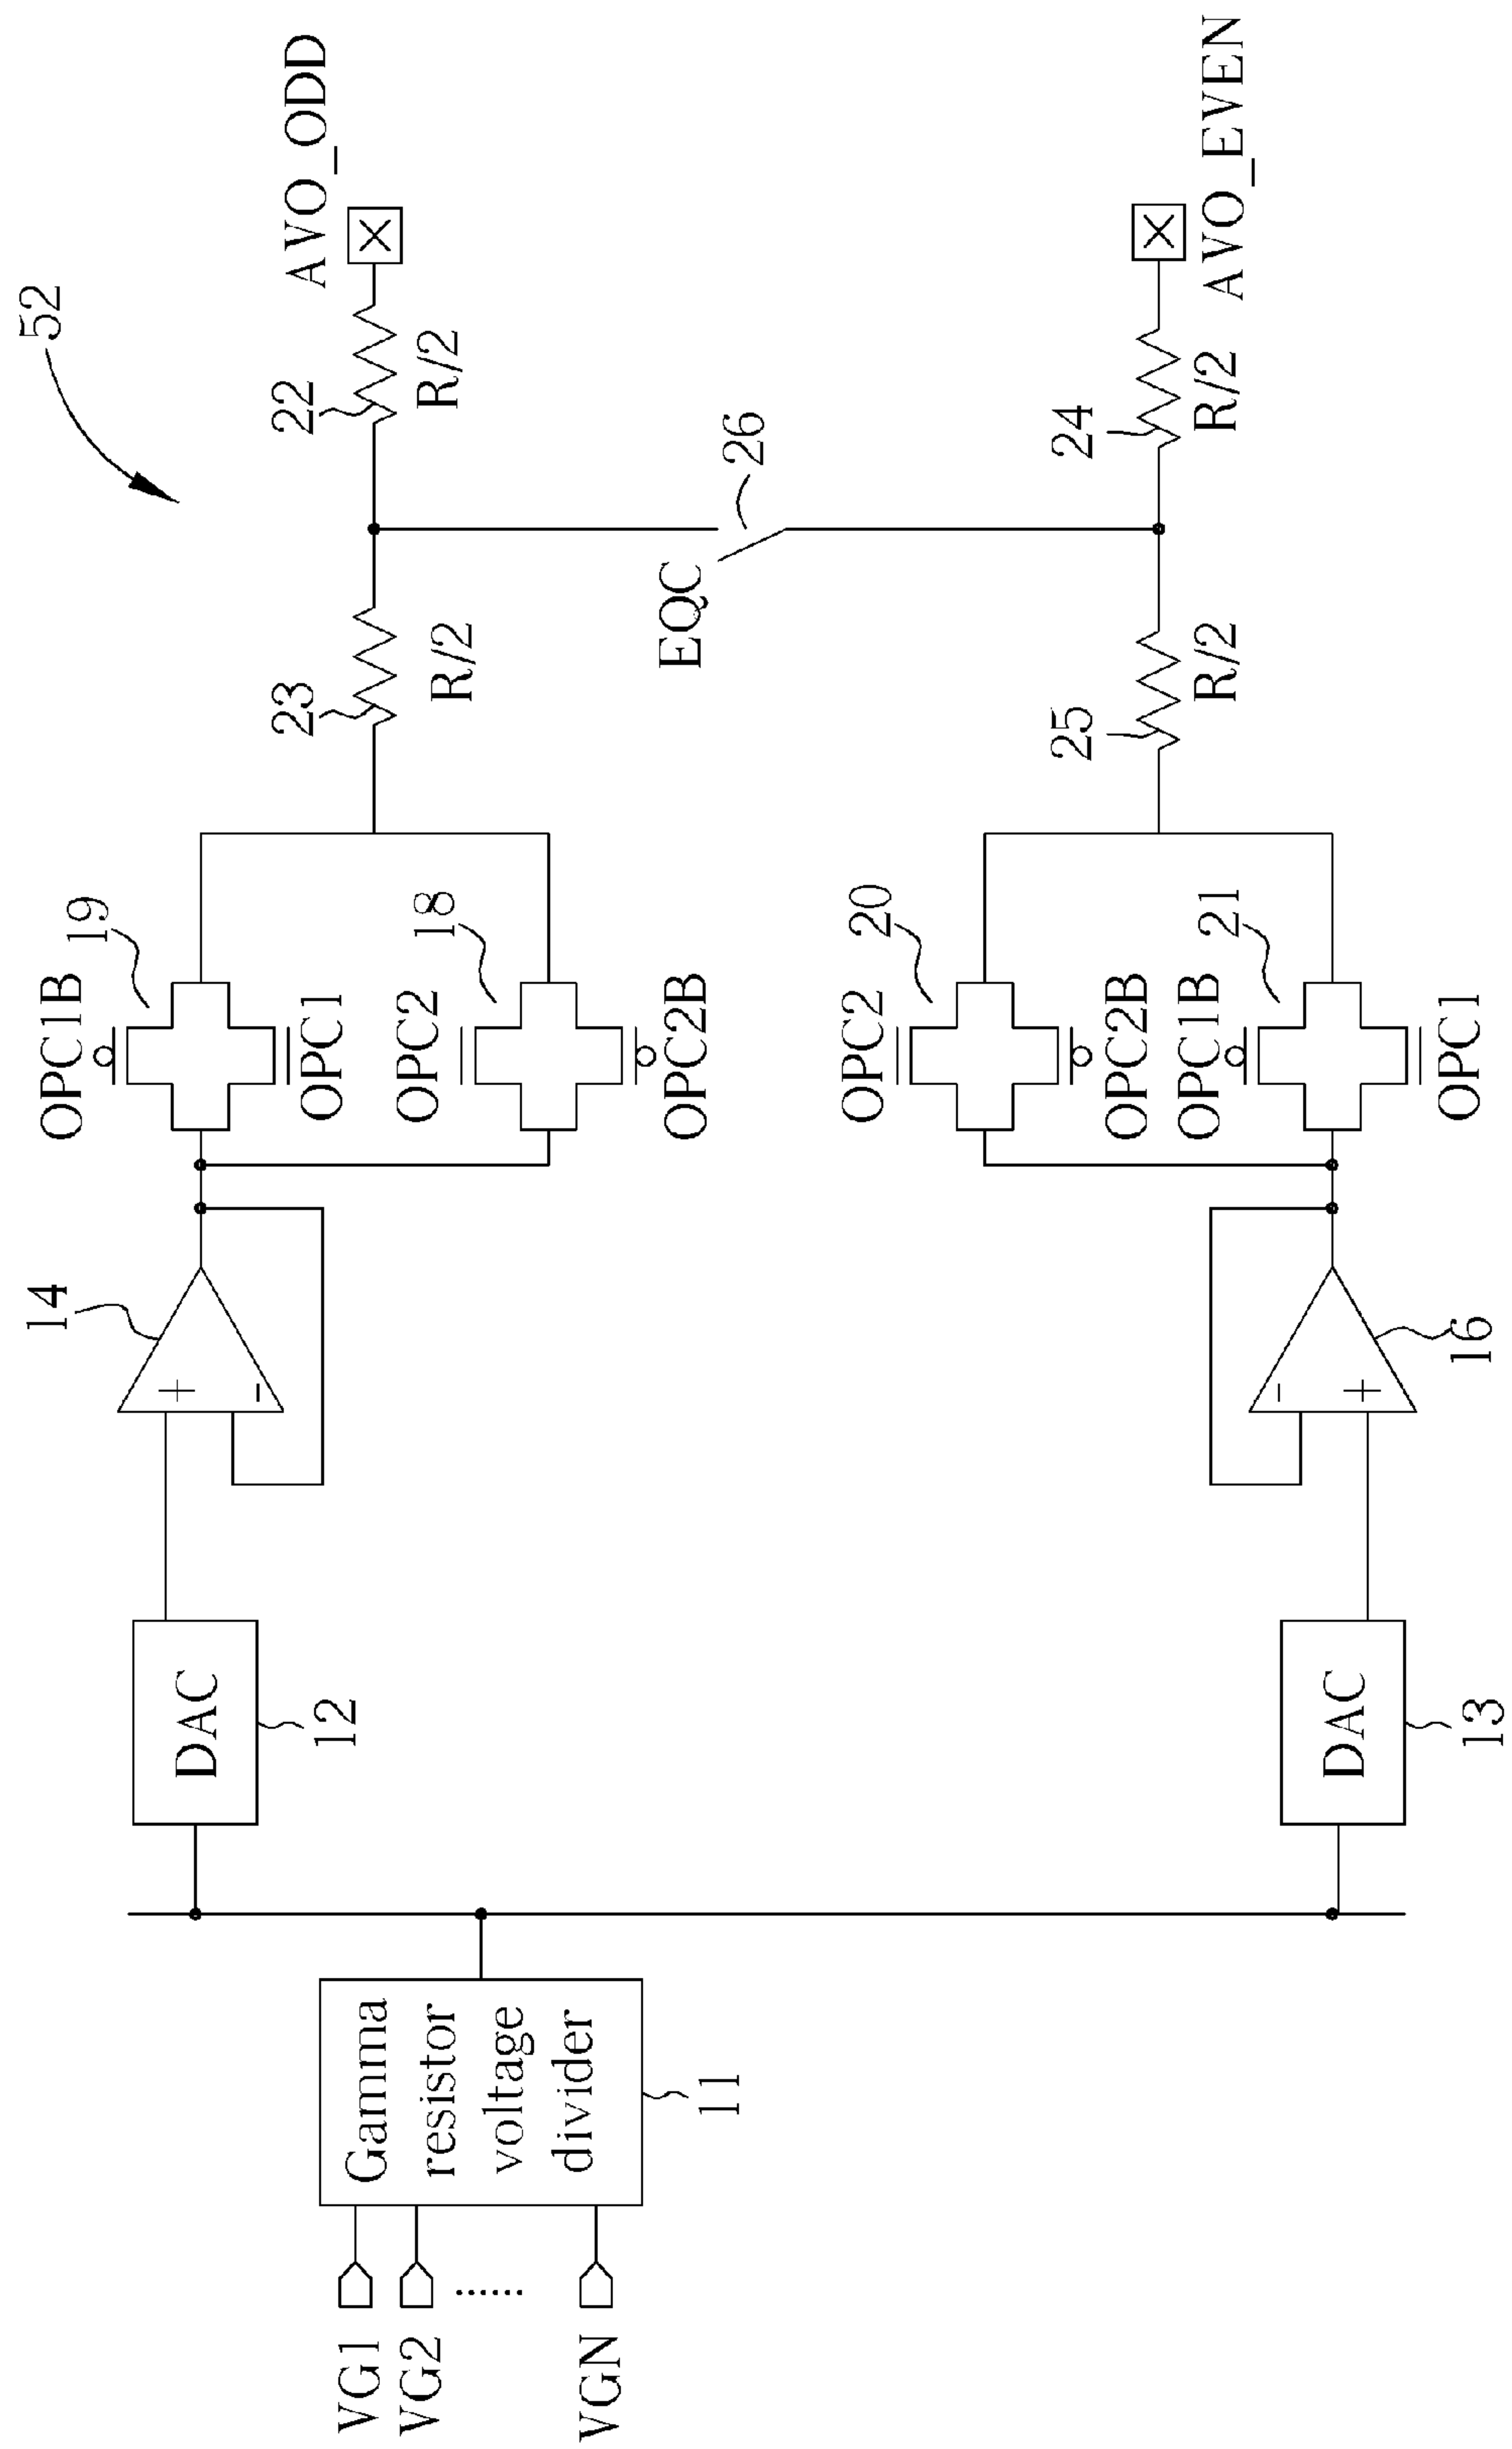 52
VG1
VG2
VGN
Gamma
resistor
voltage
divider
11
DAC
12
14
+
-
OPC1B
19
OPC1
OPC2
18
OPC2B
23
R/2
22
R/2
AVO_ODD
EQC
26
DAC
13
-
+
16
OPC2
20
OPC2B
OPC1B
21
OPC1
25
R/2
24
R/2
AVO_EVEN